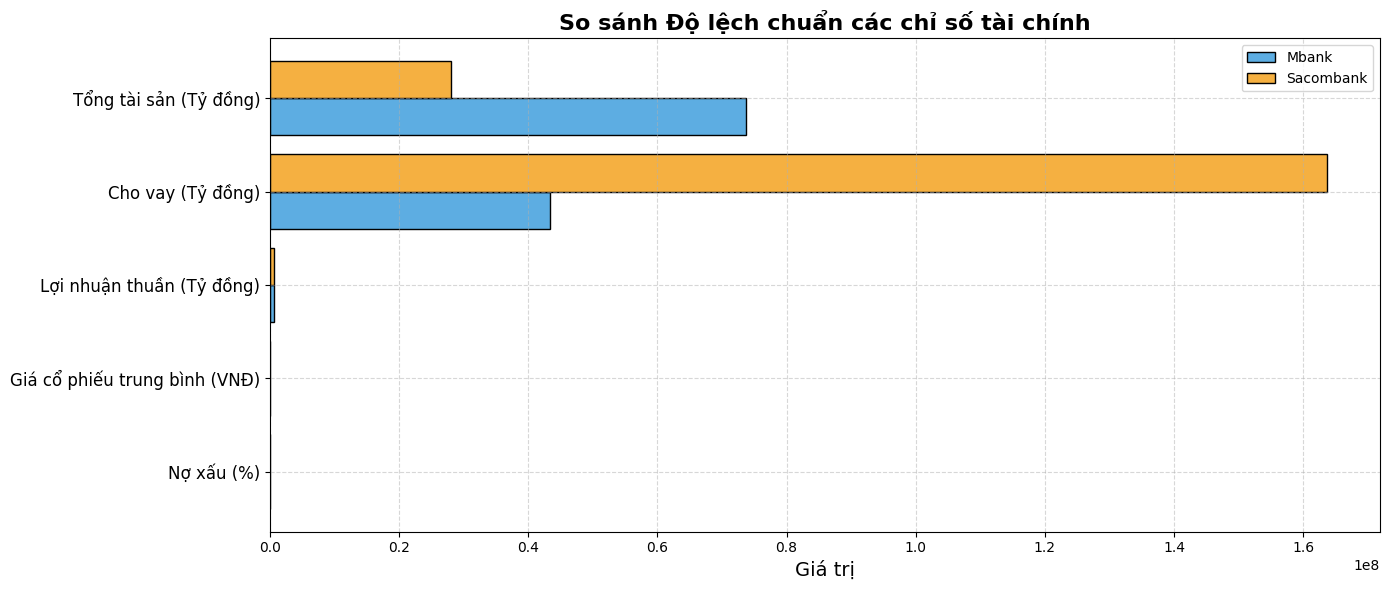 So sánh Độ lệch chuẩn các chỉ số tài chính
Mbank
Sacombank
Tổng tài sản (Tỷ đồng)
Cho vay (Tỷ đồng)
Lợi nhuận thuần (Tỷ đồng)
Giá cổ phiếu trung bình (VNĐ)
Nợ xấu (%)
0.0 0.2 0.4 0.6 0.8 1.0 1.2 1.4 1.6
1e8
Giá trị